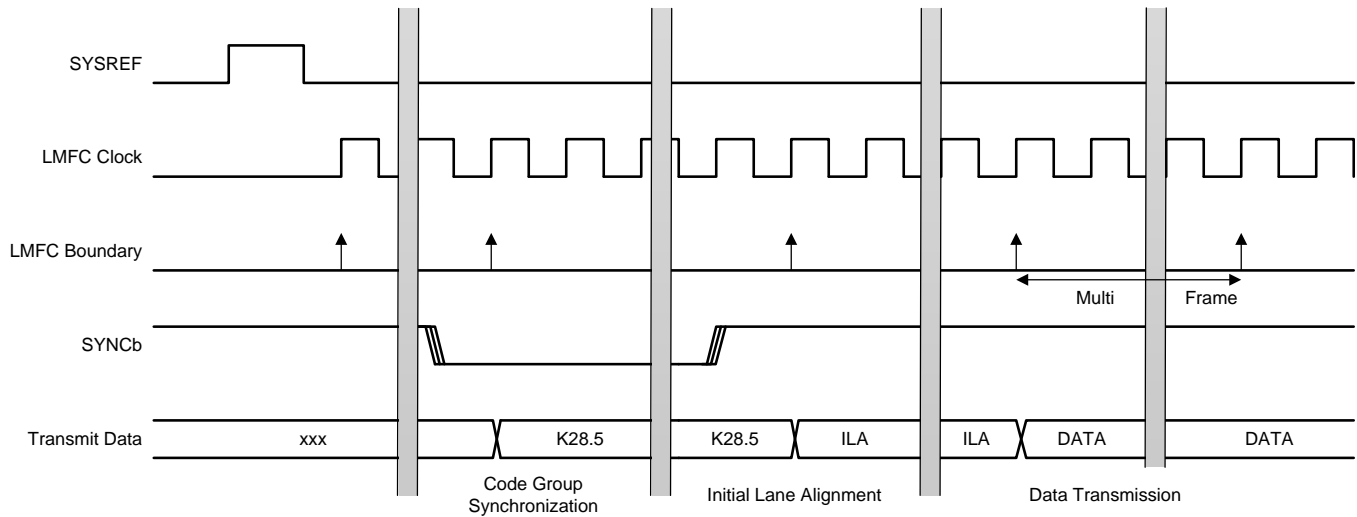 SYSREF
LMFC Clock
LMFC Boundary
Multi Frame
SYNCb
Transmit Data
xxx
K28.5
K28.5
ILA
ILA
DATA
DATA
Code Group
Synchronization
Initial Lane Alignment
Data Transmission